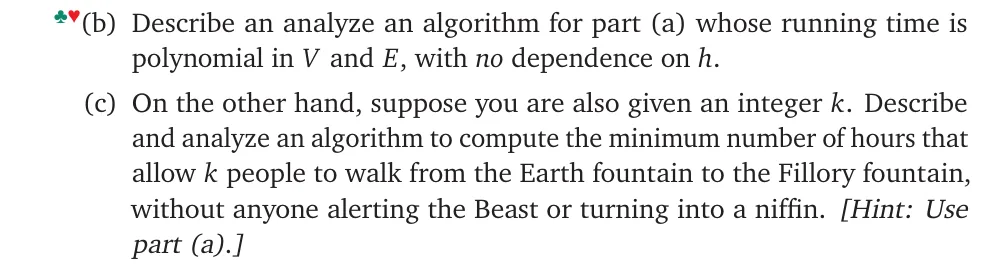 ♣♥(b) Describe an analyze an algorithm for part (a) whose running time is
polynomial in V and E, with no dependence on h.
(c) On the other hand, suppose you are also given an integer k. Describe
and analyze an algorithm to compute the minimum number of hours that
allow k people to walk from the Earth fountain to the Fillory fountain,
without anyone alerting the Beast or turning into a niffin. [Hint: Use
part (a).]